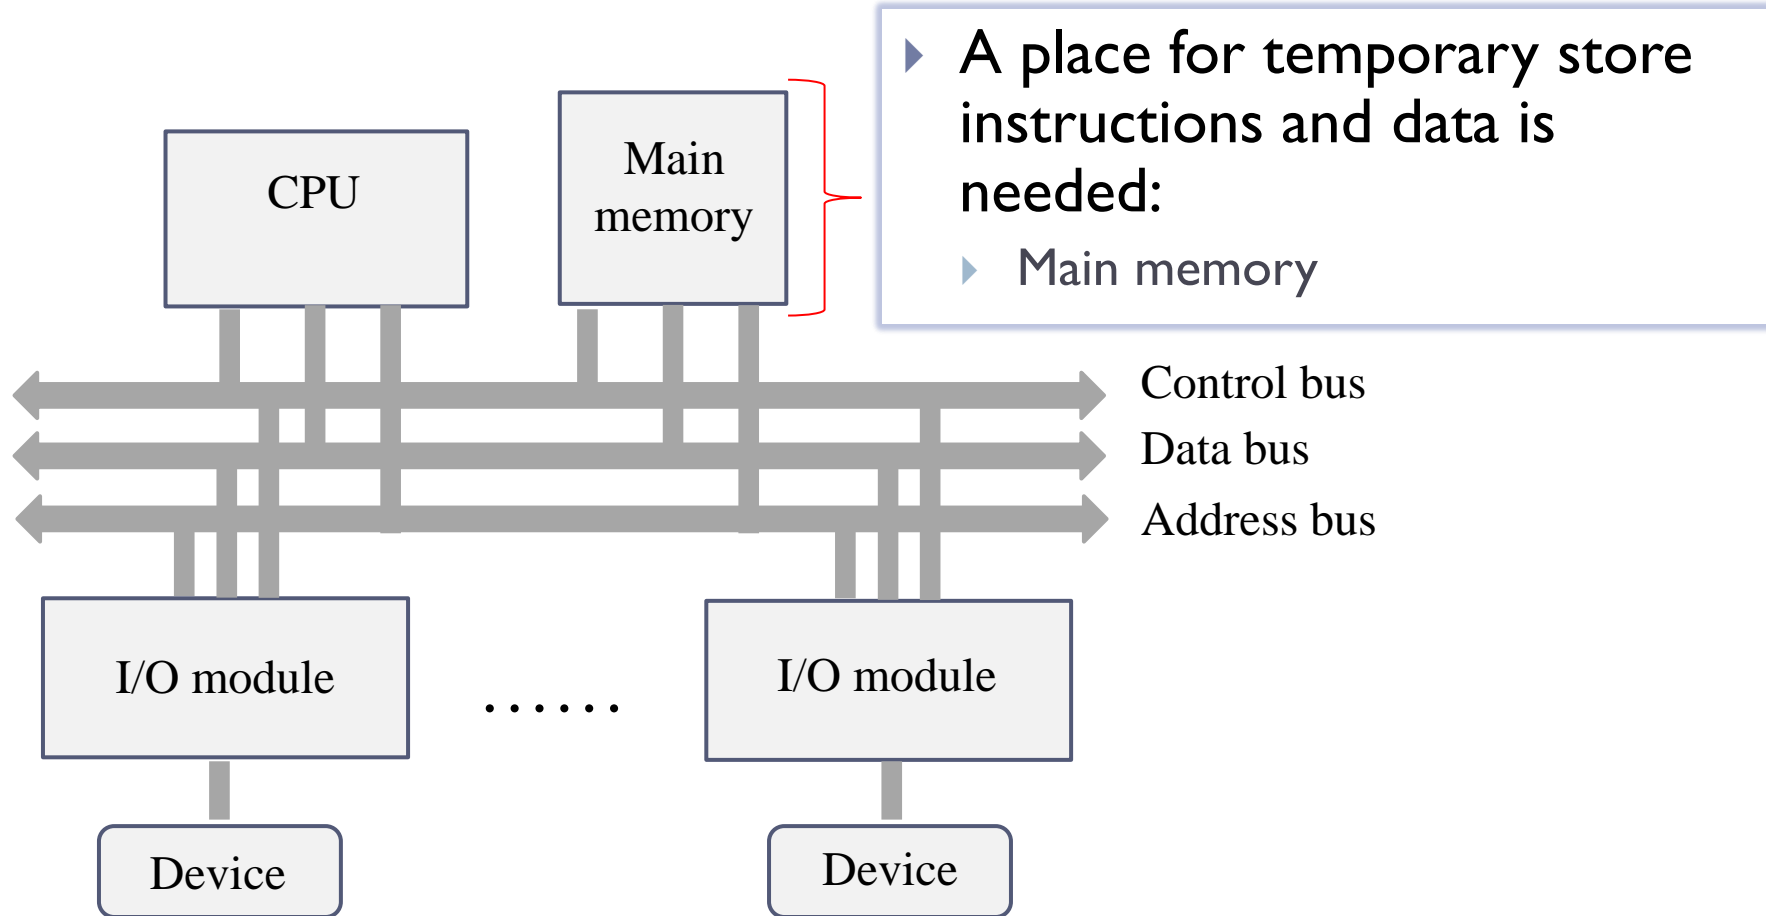 A place for temporary store
instructions and data is
needed:
Main memory
CPU
Main
memory
Control bus
Data bus
Address bus
I/O module
......
I/O module
Device
Device